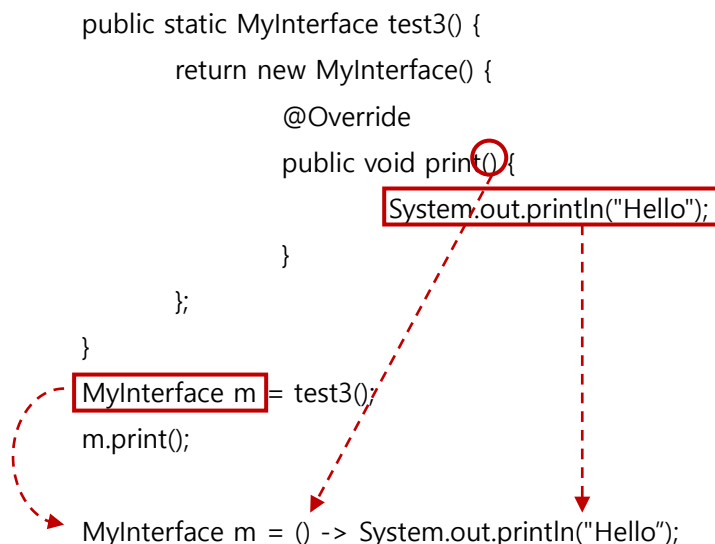 public static MyInterface test3() {
return new MyInterface() {
@Override
public void print() {
System.out.println("Hello");
}
};
}
MyInterface m = test3();
m.print();
MyInterface m = () -> System.out.println("Hello“);